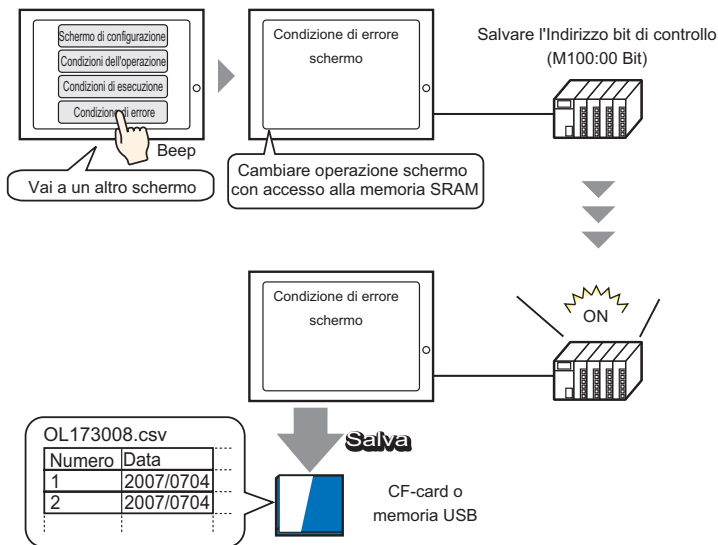 Schermo di configurazione
Condizioni dell'operazione
Condizioni di esecuzione
Condizione di errore
Beep
Vai a un altro schermo
Condizione di errore
schermo
Cambiare operazione schermo
con accesso alla memoria SRAM
Salvare l'Indirizzo bit di controllo
(M100:00 Bit)
Condizione di errore
schermo
ON
Salva
OL173008.csv
Numero Data
1 2007/0704
2 2007/0704
CF-card o
memoria USB